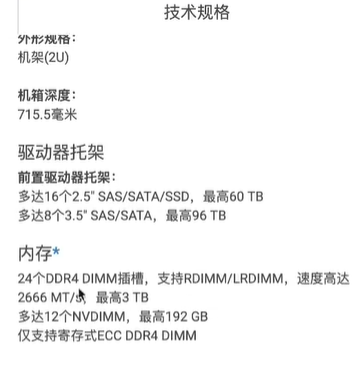 技术规格
外形规格：
机架(2U)
机箱深度：
715.5毫米
驱动器托架
前置驱动器托架：
多达16个2.5" SAS/SATA/SSD，最高60 TB
多达8个3.5" SAS/SATA，最高96 TB
内存*
24个DDR4 DIMM插槽，支持RDIMM/LRDIMM，速度高达
2666 MT/s，最高3 TB
多达12个NVDIMM，最高192 GB
仅支持寄存式ECC DDR4 DIMM